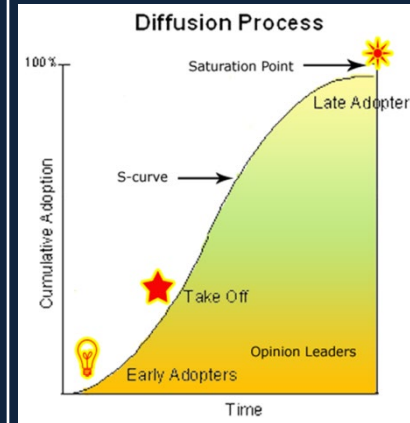 Diffusion Process
100%
Saturation Point
Late Adopter
S-curve
Cumulative Adoption
Take Off
Opinion Leaders
Early Adopters
Time